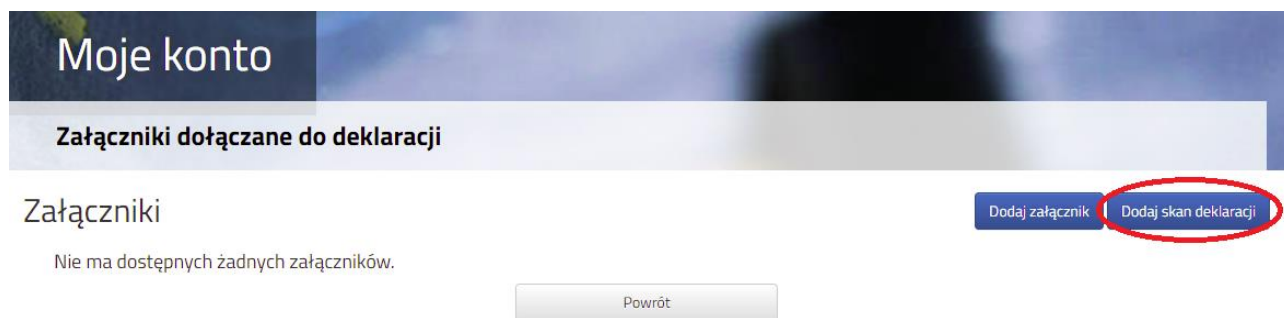 Moje konto
Załączniki dołączane do deklaracji
Załączniki
Dodaj załącznik
Dodaj skan deklaracji
Nie ma dostępnych żadnych załączników.
Powrót